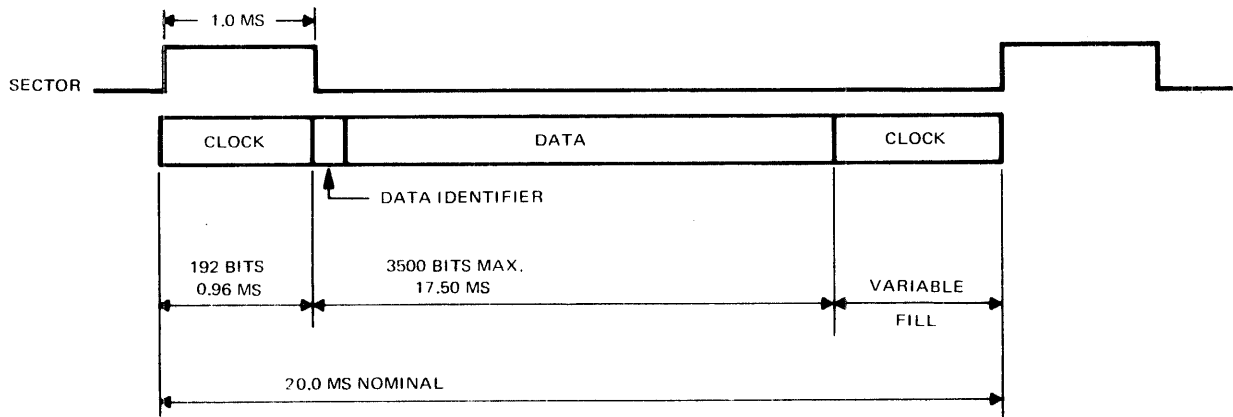 1.0 MS
SECTOR
CLOCK
DATA
CLOCK
DATA IDENTIFIER
192 BITS
0.96 MS
3500 BITS MAX.
17.50 MS
VARIABLE
FILL
20.0 MS NOMINAL